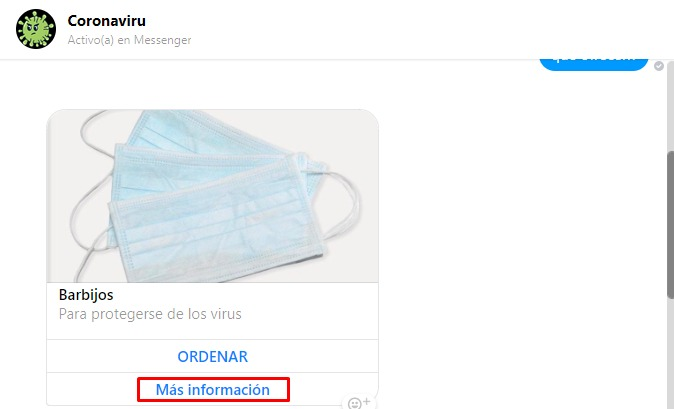 Coronaviru
Activo(a) en Messenger
Barbijos
Para protegerse de los virus
ORDENAR
Más información